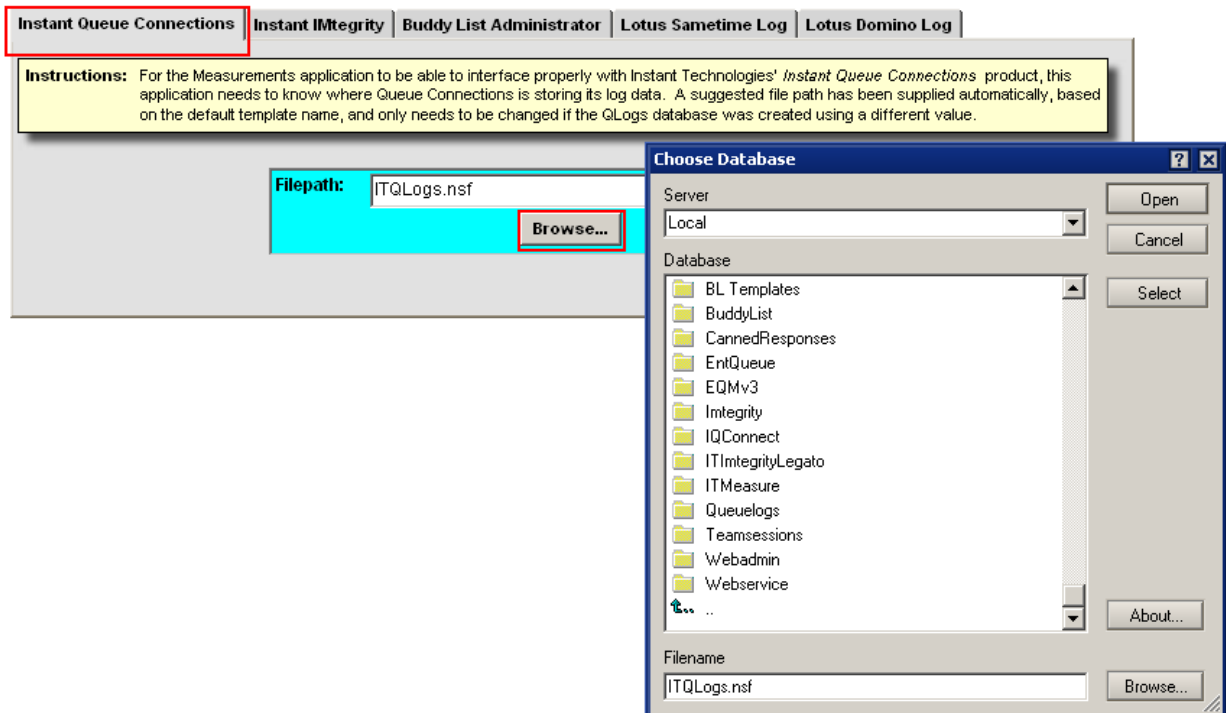 Instant Queue Connections
Instant IMtegrity
Buddy List Administrator
Lotus Sametime Log
Lotus Domino Log
Instructions: For the Measurements application to be able to interface properly with Instant Technologies' Instant Queue Connections product, this
application needs to know where Queue Connections is storing its log data. A suggested file path has been supplied automatically, based
on the default template name, and only needs to be changed if the QLogs database was created using a different value.
Filepath: ITQLogs.nsf
Browse...
Choose Database
Server
Local
Open
Cancel
Database
Select
BL Templates
BuddyList
CannedResponses
EntQueue
EQMv3
Imtegrity
IQConnect
ITImtegrityLegato
ITMeasure
Queuelogs
Teamsessions
Webadmin
Webservice
..
About...
Filename
ITQLogs.nsf
Browse...